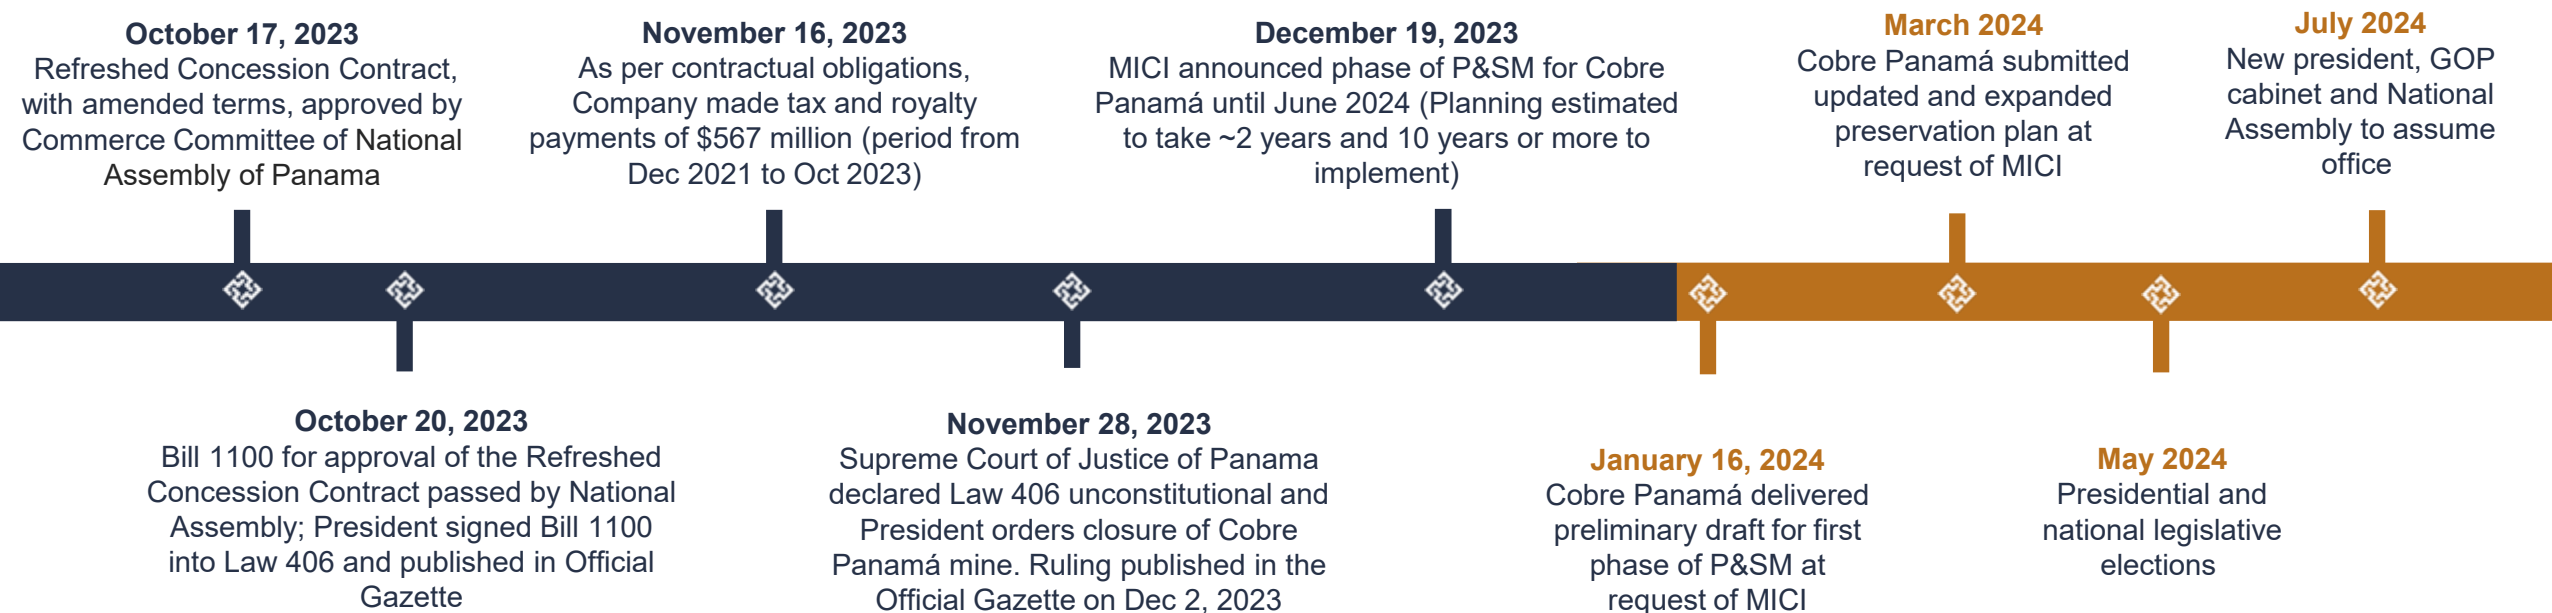 October 17, 2023
Refreshed Concession Contract,
with amended terms, approved by
Commerce Committee of National
Assembly of Panama
November 16, 2023
As per contractual obligations,
Company made tax and royalty
payments of $567 million (period from
Dec 2021 to Oct 2023)
December 19, 2023
MICI announced phase of P&SM for Cobre
Panamá until June 2024 (Planning estimated
to take ~2 years and 10 years or more to
implement)
March 2024
Cobre Panamá submitted
updated and expanded
preservation plan at
request of MICI
July 2024
New president, GOP
cabinet and National
Assembly to assume
office
October 20, 2023
Bill 1100 for approval of the Refreshed
Concession Contract passed by National
Assembly; President signed Bill 1100
into Law 406 and published in Official
Gazette
November 28, 2023
Supreme Court of Justice of Panama
declared Law 406 unconstitutional and
President orders closure of Cobre
Panamá mine. Ruling published in the
Official Gazette on Dec 2, 2023
January 16, 2024
Cobre Panamá delivered
preliminary draft for first
phase of P&SM at
request of MICI
May 2024
Presidential and
national legislative
elections